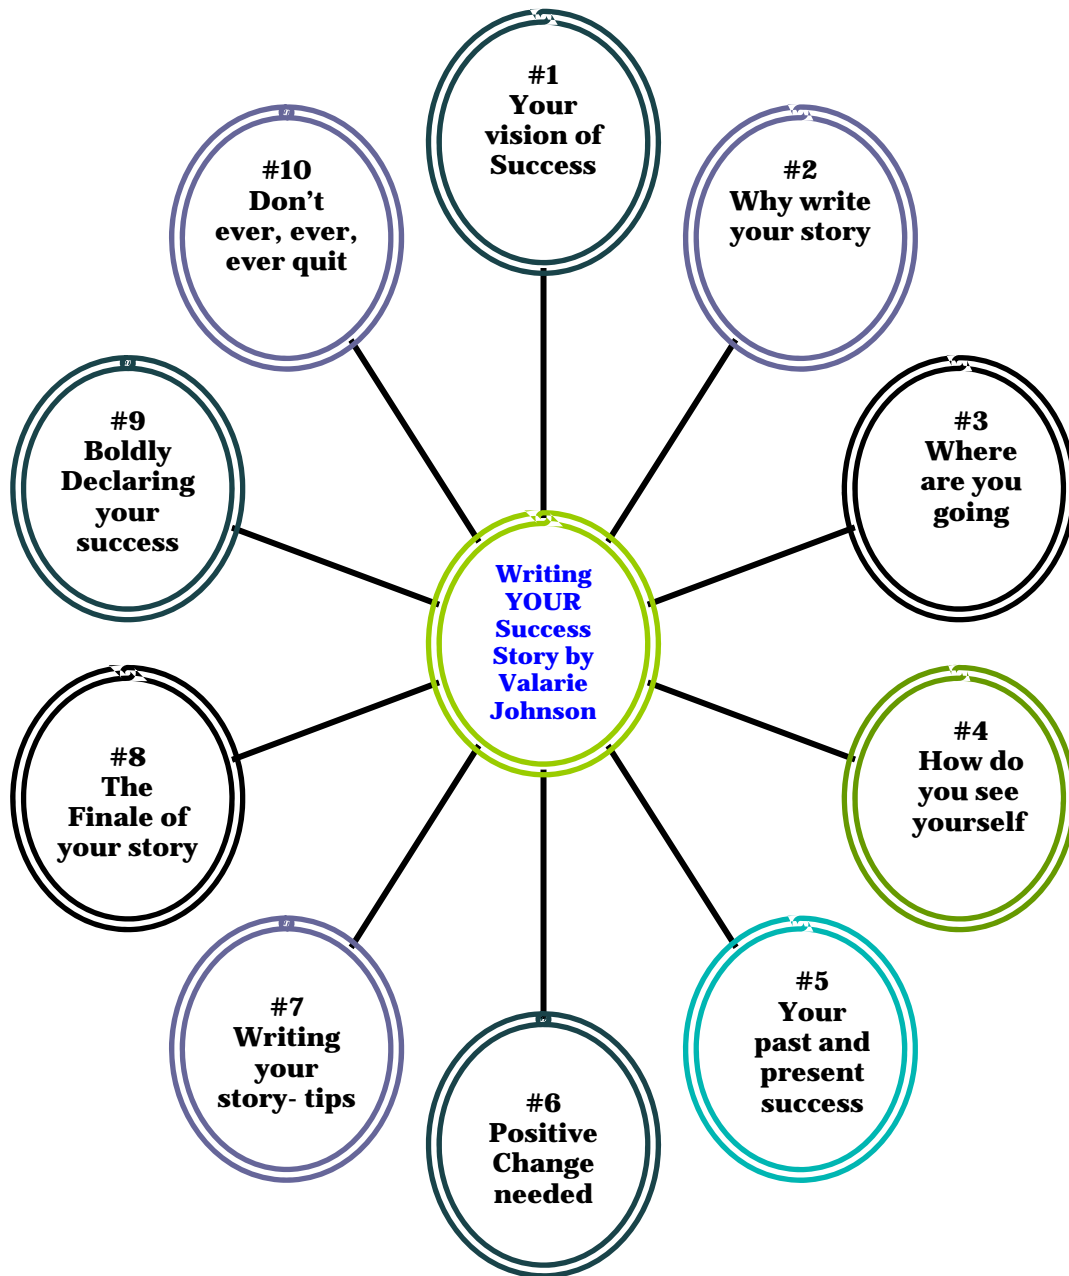 #1
Your
vision of
Success
#2
Why write
your story
#3
Where
are you
going
#4
How do
you see
yourself
#5
Your
past and
present
success
#6
Positive
Change
needed
#7
Writing
your
story- tips
#8
The
Finale of
your story
#9
Boldly
Declaring
your
success
#10
Don’t
ever, ever,
ever quit
Writing
YOUR
Success
Story by
Valarie
Johnson